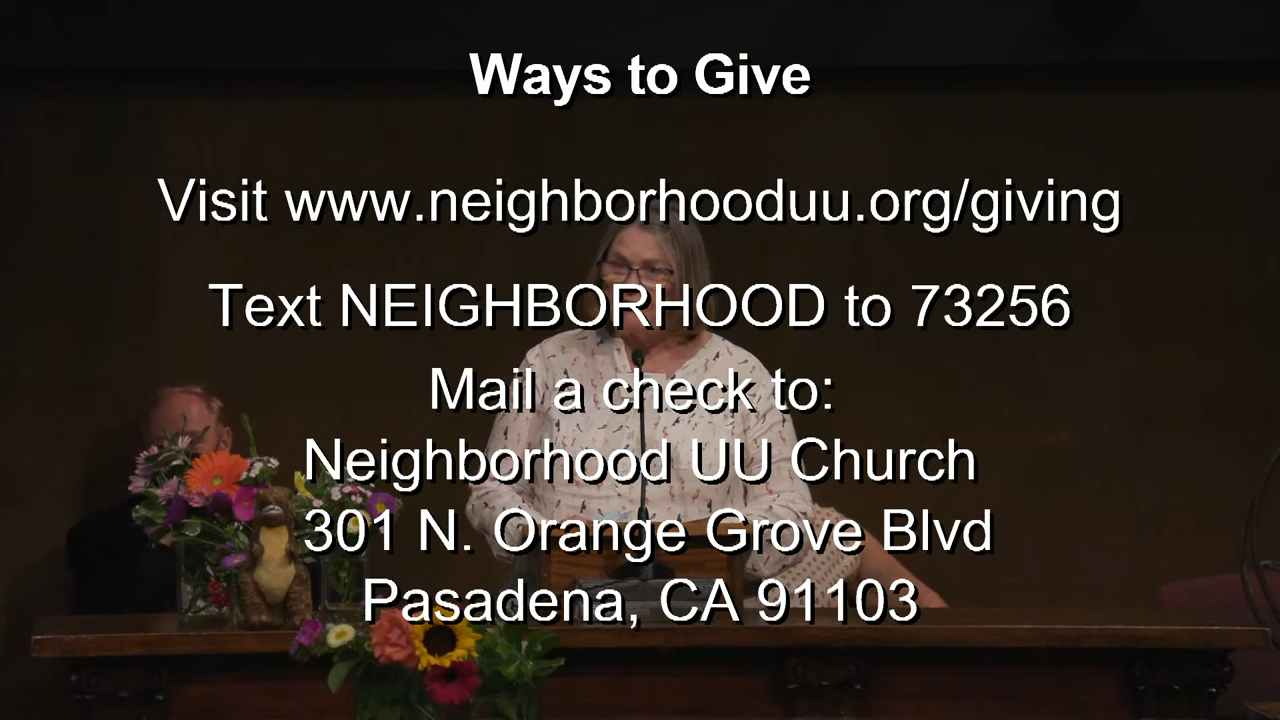 Ways to Give
Visit www.neighborhooduu.org/giving
Text NEIGHBORHOOD to 73256
Mail a check to:
Neighborhood UU Church
301 N. Orange Grove Blvd
Pasadena, CA 91103